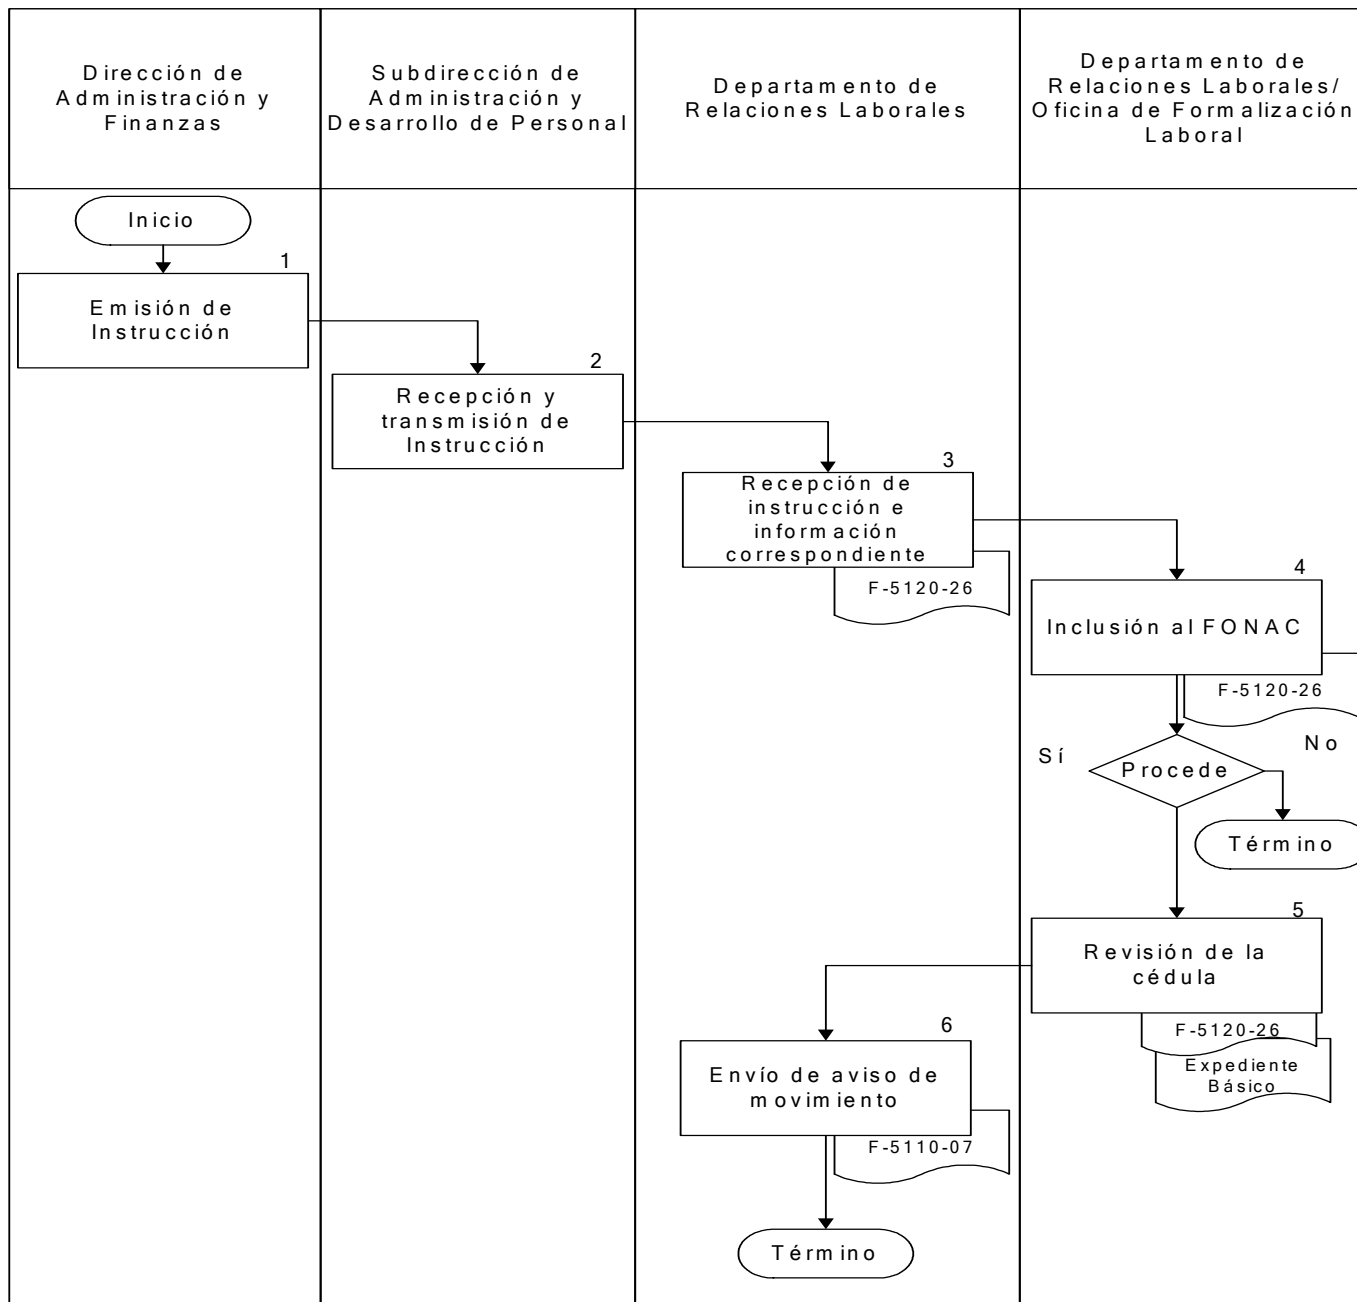 Dirección de
Administración y
Finanzas
Subdirección de
Administración y
Desarrollo de Personal
Departamento de
Relaciones Laborales
Departamento de
Relaciones Laborales/
Oficina de Formalización
Laboral
Inicio
1
Emisión de
Instrucción
2
Recepción y
transmisión de
Instrucción
3
Recepción de
instrucción e
información
correspondiente
F-5120-26
4
Inclusión al FONAC
F-5120-26
Sí
Procede
No
Término
5
Revisión de la
cédula
F-5120-26
Expediente
Básico
6
Envío de aviso de
movimiento
F-5110-07
Término